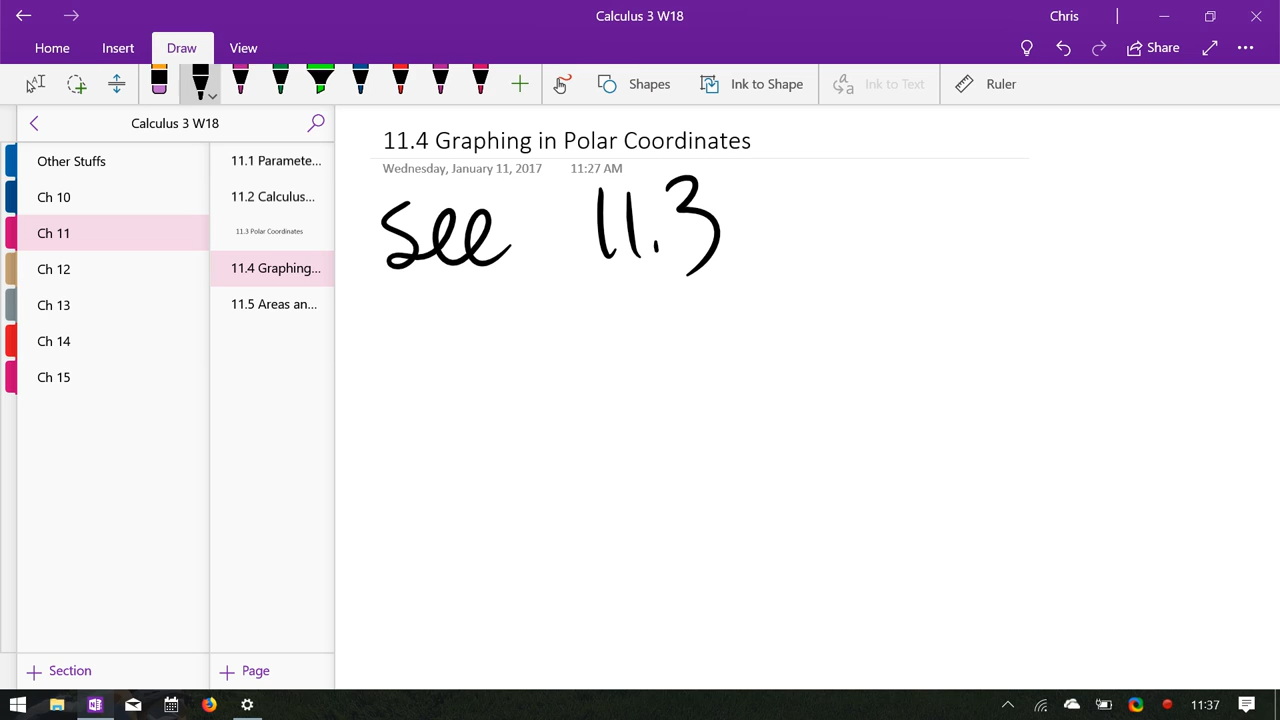 Calculus 3 W18
Chris
Home Insert Draw View
Share
Shapes Ink to Shape Ink to Text Ruler
Calculus 3 W18
Other Stuffs
Ch 10
Ch 11
Ch 12
Ch 13
Ch 14
Ch 15
11.1 Paramete...
11.2 Calculus...
11.3 Polar Coordinates
11.4 Graphing...
11.5 Areas an...
11.4 Graphing in Polar Coordinates
Wednesday, January 11, 2017 11:27 AM
see 11.3
Section
Page
11:37